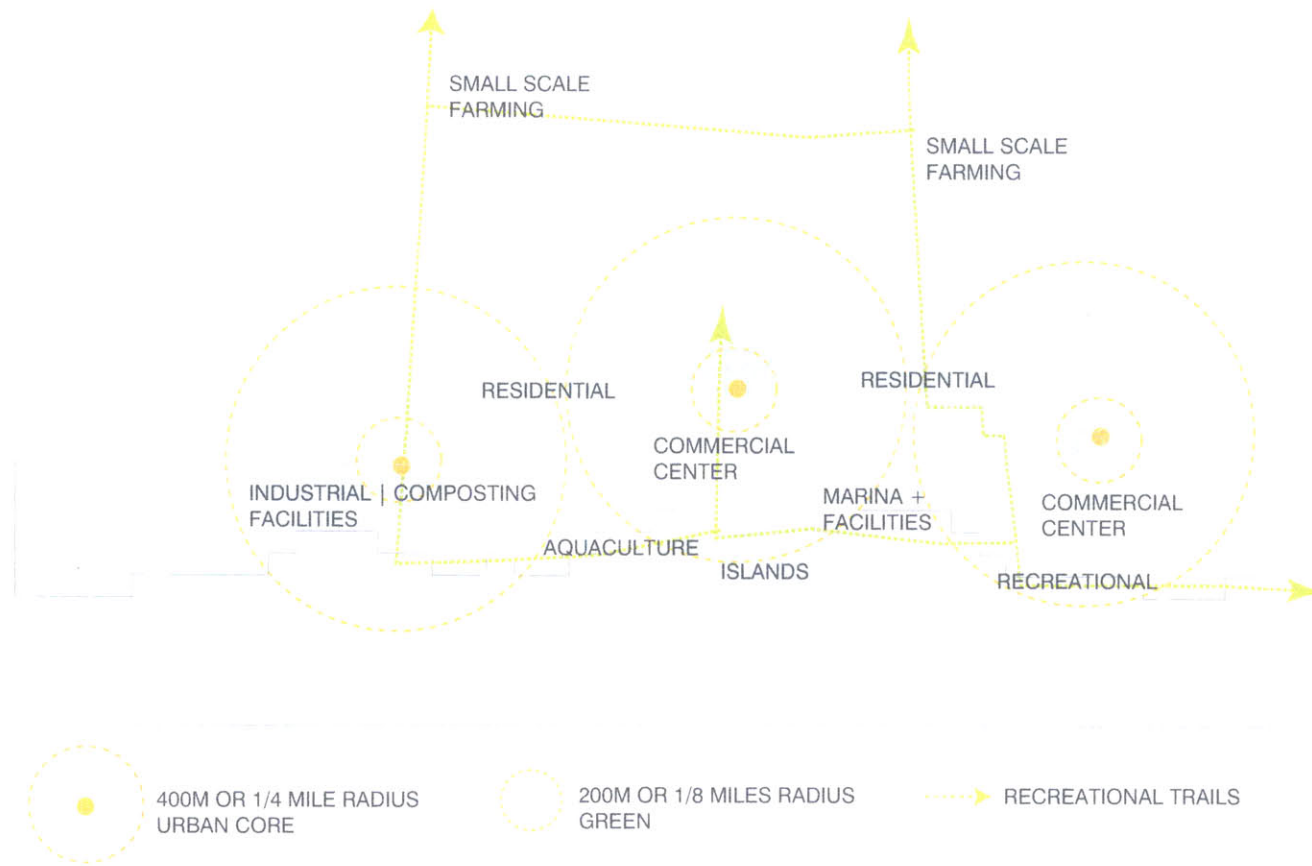 SMALL SCALE
FARMING
SMALL SCALE
FARMING
RESIDENTIAL
RESIDENTIAL
COMMERCIAL
CENTER
INDUSTRIAL | COMPOSTING
FACILITIES
MARINA +
FACILITIES
COMMERCIAL
CENTER
AQUACULTURE
ISLANDS
RECREATIONAL
400M OR 1/4 MILE RADIUS
URBAN CORE
200M OR 1/8 MILES RADIUS
GREEN
RECREATIONAL TRAILS